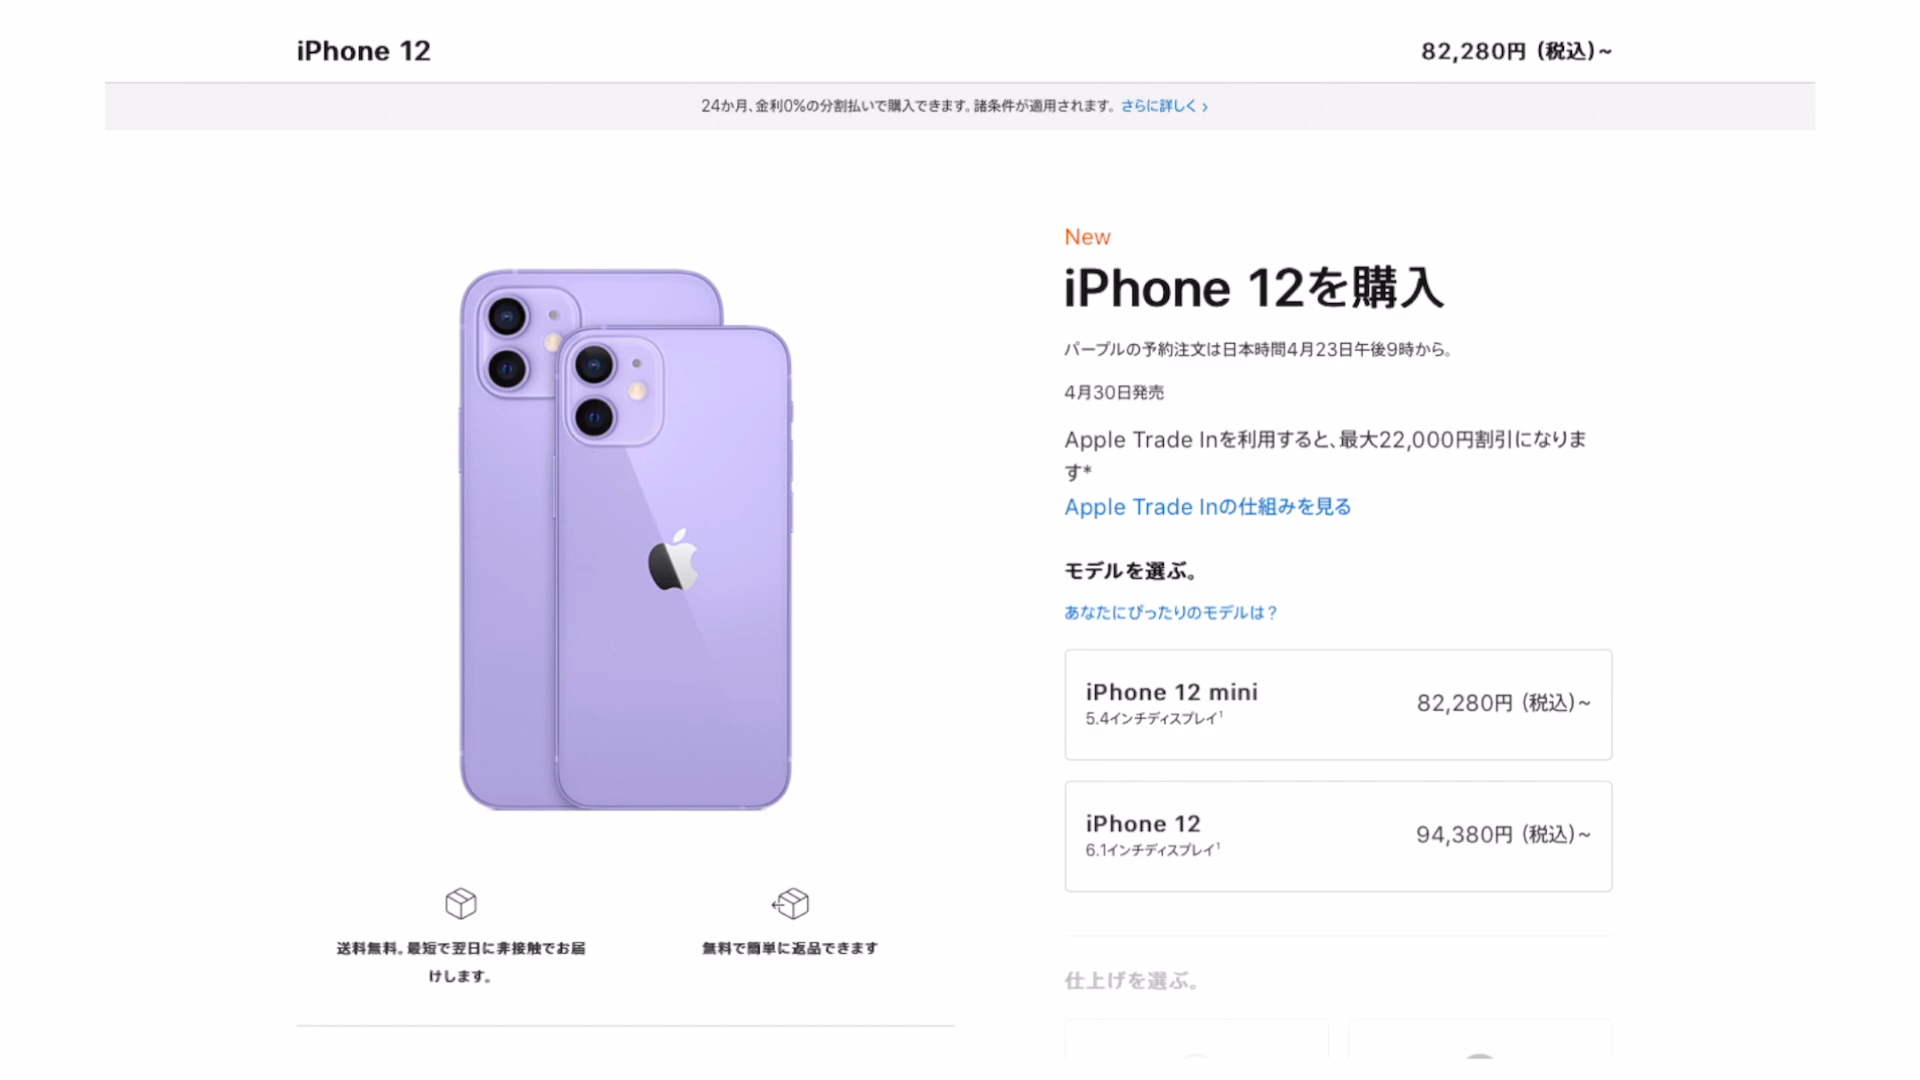 iPhone 12
82,280円 (税込)~
24か月、金利0%の分割払いで購入できます。諸条件が適用されます。さらに詳しく ›
New
iPhone 12を購入
パープルの予約注文は日本時間4月23日午後9時から。
4月30日発売
Apple Trade Inを利用すると、最大22,000円割引になりま
す*
Apple Trade Inの仕組みを見る
モデルを選ぶ。
あなたにぴったりのモデルは？
iPhone 12 mini
5.4インチディスプレイ¹
82,280円 (税込)~
iPhone 12
6.1インチディスプレイ¹
94,380円 (税込)~
送料無料。最短で翌日に非接触でお届
けします。
無料で簡単に返品できます
仕上げを選ぶ。